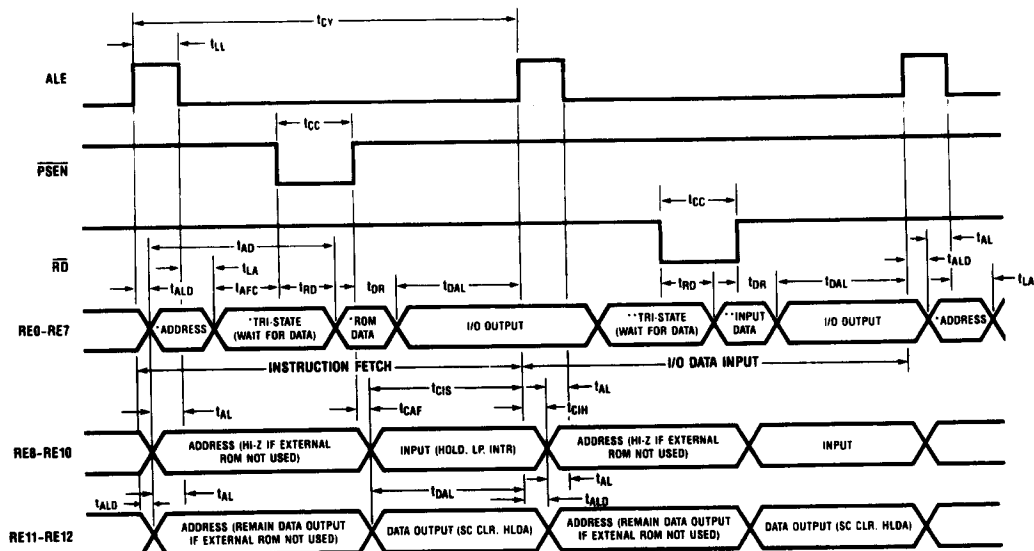 tCY
tLL
ALE
tCC
PSEN
tCC
RD
tAD
tLA
tALD
tAFC
tRD
tDR
tDAL
tRD
tDR
tDAL
tAL
tALD
tLA
RE0-RE7
*ADDRESS
*TRI-STATE
(WAIT FOR DATA)
*ROM
DATA
I/O OUTPUT
**TRI-STATE
(WAIT FOR DATA)
**INPUT
DATA
I/O OUTPUT
*ADDRESS
INSTRUCTION FETCH
I/O DATA INPUT
tCIS
tAL
tAL
tCAF
tCIH
RE8-RE10
ADDRESS (HI-Z IF EXTERNAL
ROM NOT USED)
INPUT (HOLD. LP. INTR)
ADDRESS (HI-Z IF EXTERNAL
ROM NOT USED)
INPUT
tALD
tAL
tDAL
tAL
tALD
RE11-RE12
ADDRESS (REMAIN DATA OUTPUT
IF EXTERNAL ROM NOT USED)
DATA OUTPUT (SC CLR. HLDA)
ADDRESS (REMAIN DATA OUTPUT
IF EXTENAL ROM NOT USED)
DATA OUTPUT (SC CLR. HLDA)